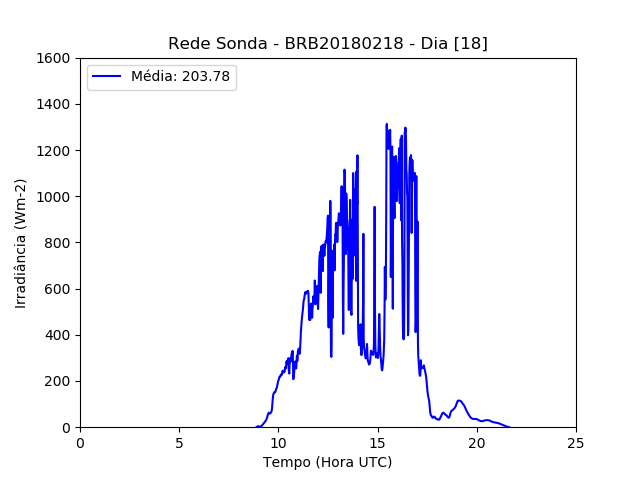 Rede Sonda - BRB20180218 - Dia [18]
Média: 203.78
1600
1400
1200
1000
800
600
400
200
0
Irradiância (Wm-2)
0 5 10 15 20 25
Tempo (Hora UTC)